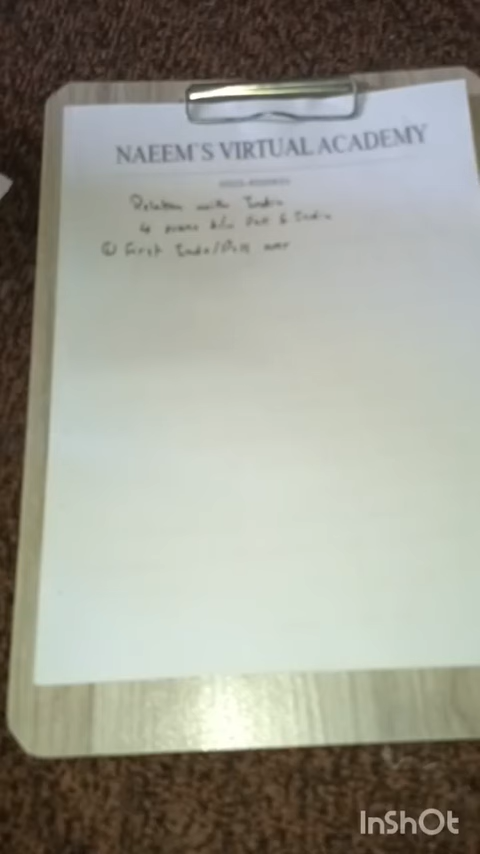 NAEEM`S VIRTUAL ACADEMY
Relation with India
4 wars b/w Pak & India
① First Indo/Pak war
InShOt